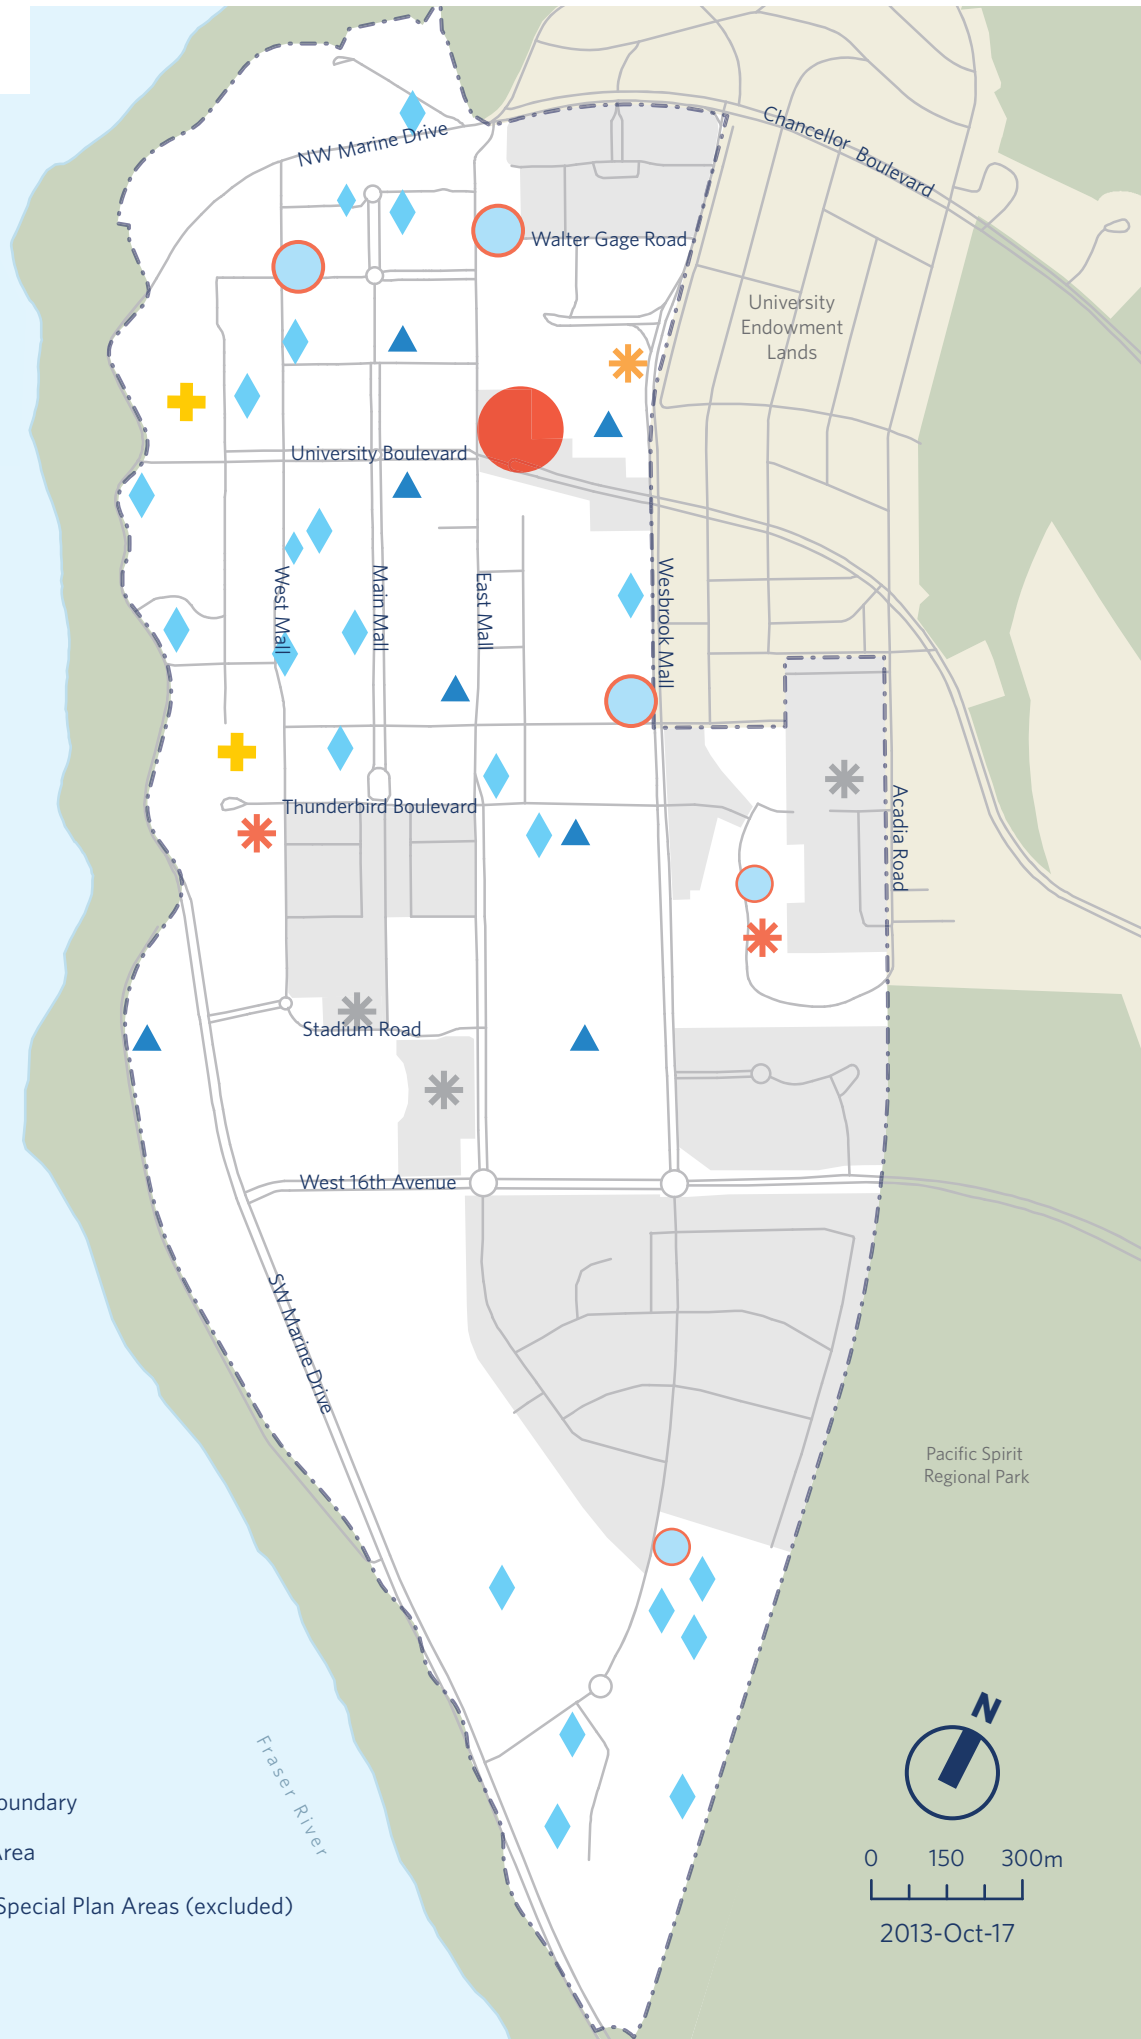 NW Marine Drive
Chancellor Boulevard
Walter Gage Road
University
Endowment
Lands
University Boulevard
West Mall
Main Mall
East Mall
Wesbrook Mall
Thunderbird Boulevard
Acadia Road
Stadium Road
West 16th Avenue
SW Marine Drive
Pacific Spirit
Regional Park
N
Fraser River
oundary
Area
Special Plan Areas (excluded)
0 150 300m
2013-Oct-17